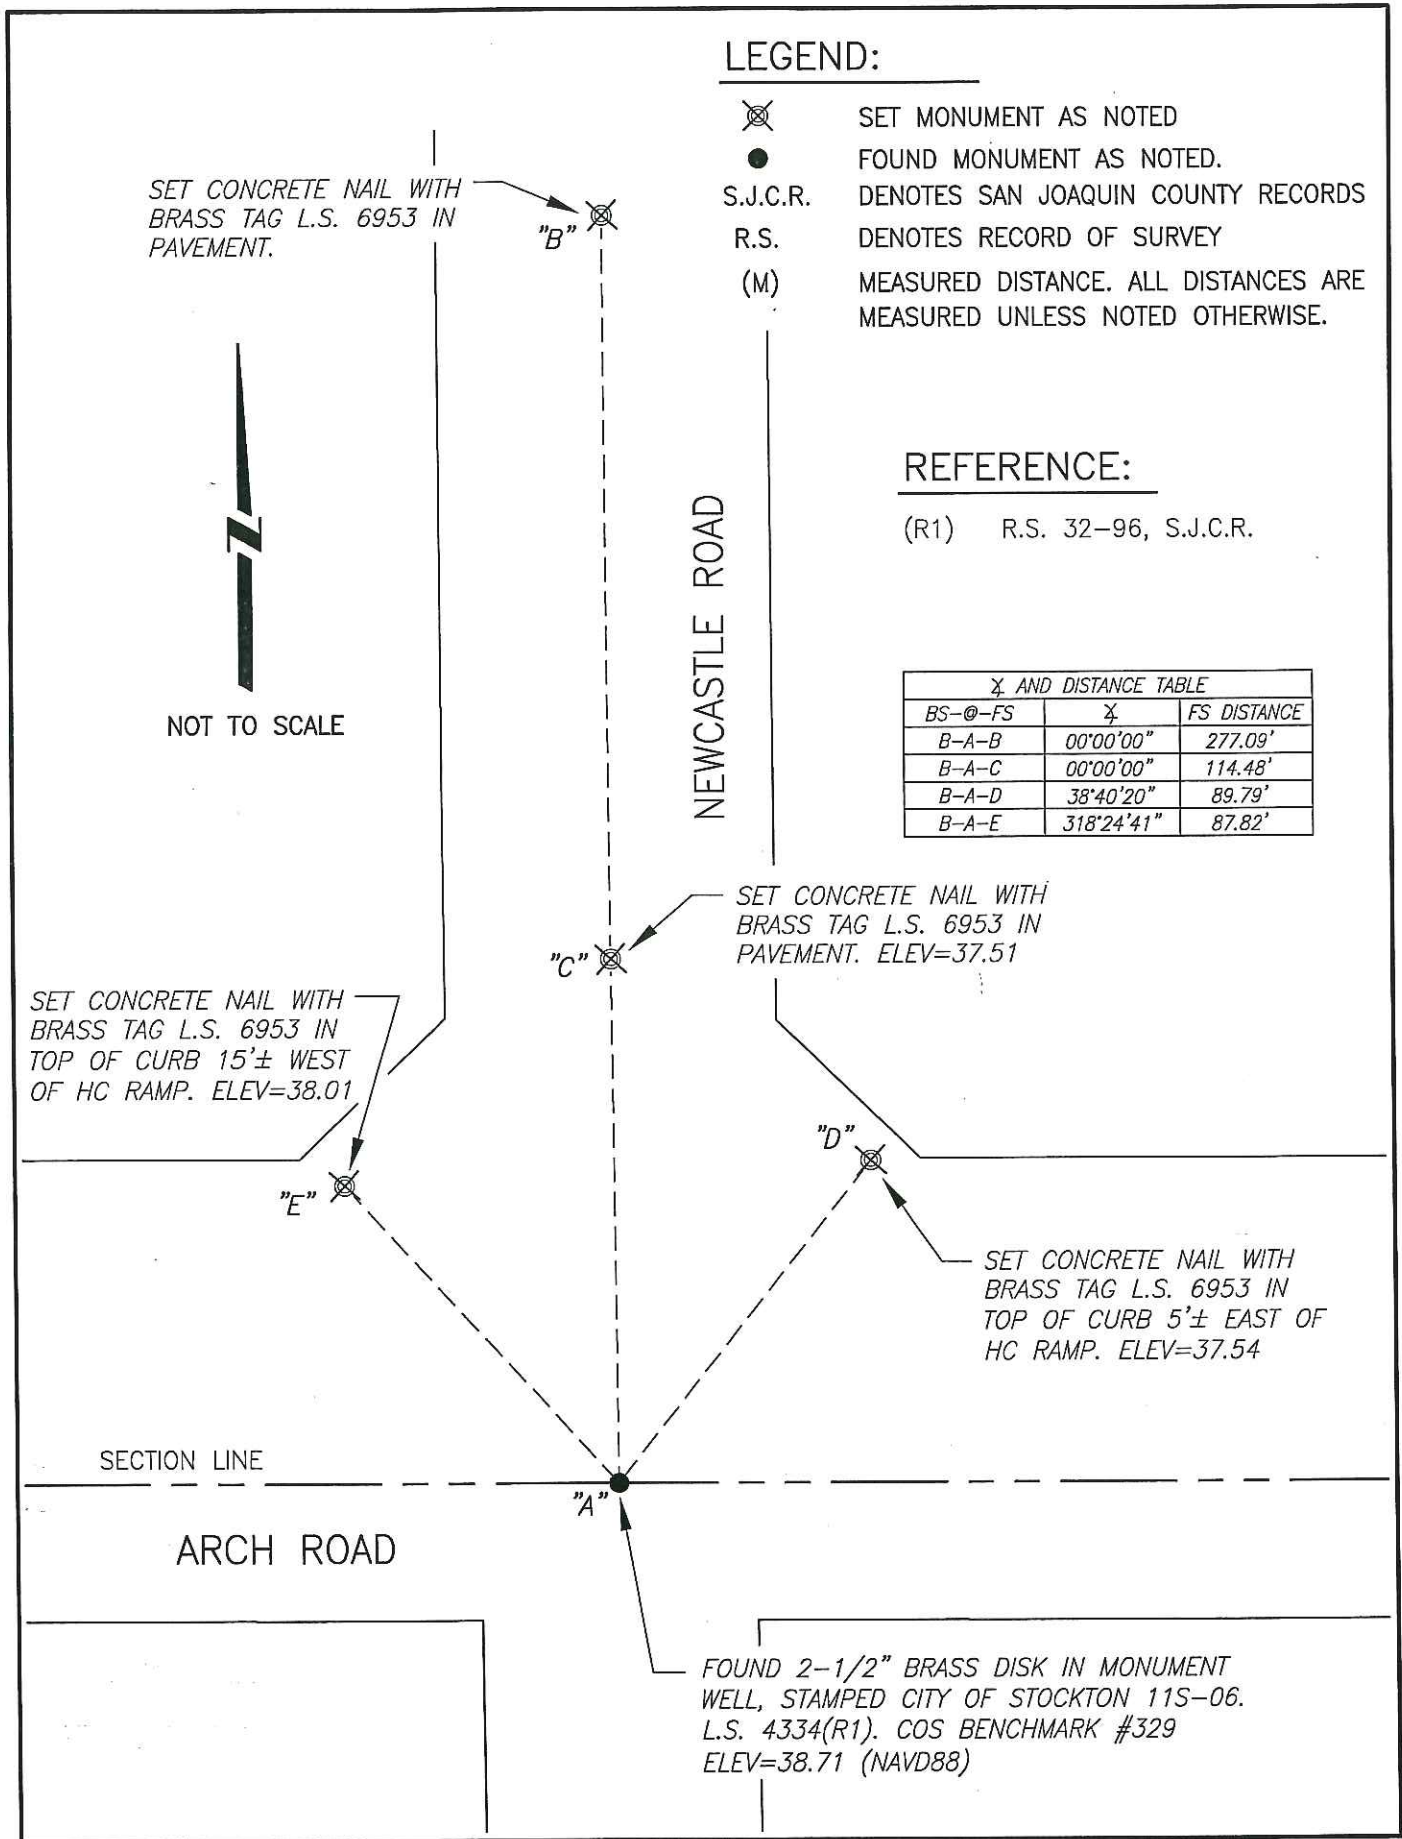 LEGEND:
SET MONUMENT AS NOTED
FOUND MONUMENT AS NOTED.
S.J.C.R. DENOTES SAN JOAQUIN COUNTY RECORDS
R.S. DENOTES RECORD OF SURVEY
(M) MEASURED DISTANCE. ALL DISTANCES ARE
MEASURED UNLESS NOTED OTHERWISE.
SET CONCRETE NAIL WITH
BRASS TAG L.S. 6953 IN
PAVEMENT.
"B"
N
NOT TO SCALE
NEWCASTLE ROAD
REFERENCE:
(R1) R.S. 32-96, S.J.C.R.
∡ AND DISTANCE TABLE
BS-@-FS ∡ FS DISTANCE
B-A-B 00°00'00" 277.09'
B-A-C 00°00'00" 114.48'
B-A-D 38°40'20" 89.79'
B-A-E 318°24'41" 87.82'
SET CONCRETE NAIL WITH
BRASS TAG L.S. 6953 IN
PAVEMENT. ELEV=37.51
"C"
SET CONCRETE NAIL WITH
BRASS TAG L.S. 6953 IN
TOP OF CURB 15'± WEST
OF HC RAMP. ELEV=38.01
"D"
"E"
SET CONCRETE NAIL WITH
BRASS TAG L.S. 6953 IN
TOP OF CURB 5'± EAST OF
HC RAMP. ELEV=37.54
SECTION LINE
"A"
ARCH ROAD
FOUND 2-1/2" BRASS DISK IN MONUMENT
WELL, STAMPED CITY OF STOCKTON 11S-06.
L.S. 4334(R1). COS BENCHMARK #329
ELEV=38.71 (NAVD88)